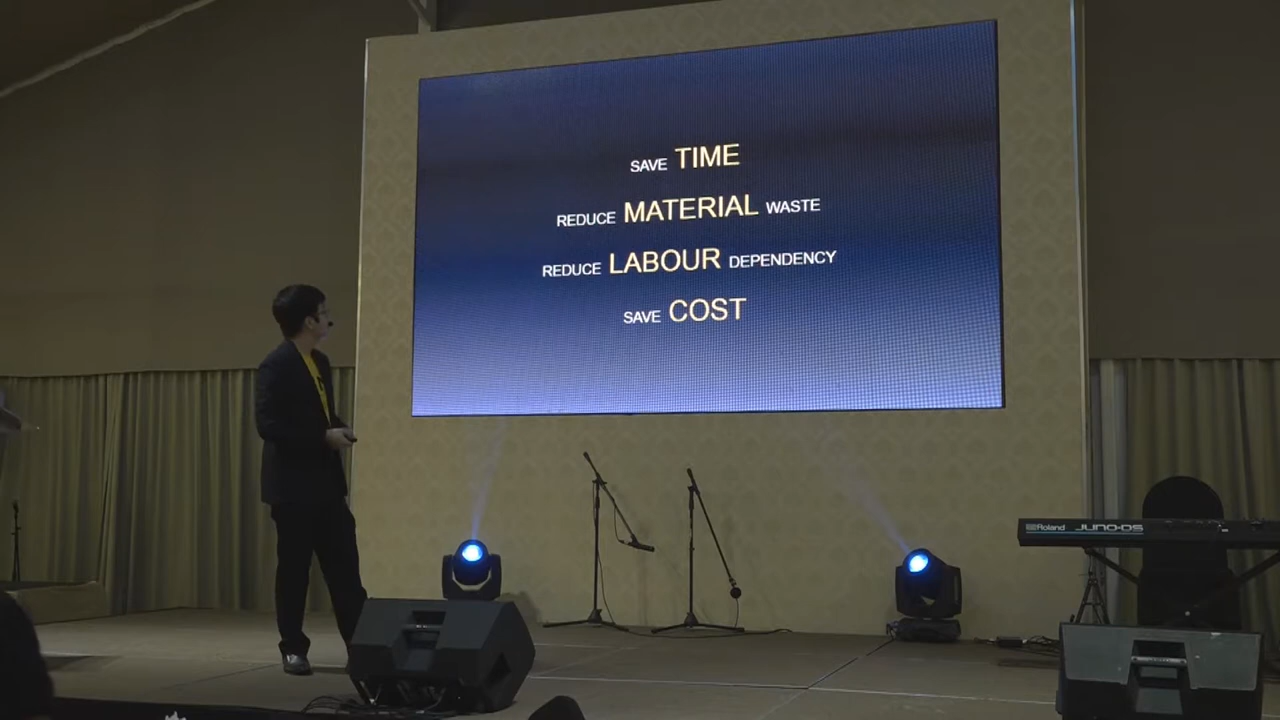 SAVE TIME
REDUCE MATERIAL WASTE
REDUCE LABOUR DEPENDENCY
SAVE COST
Roland JUNO-DS